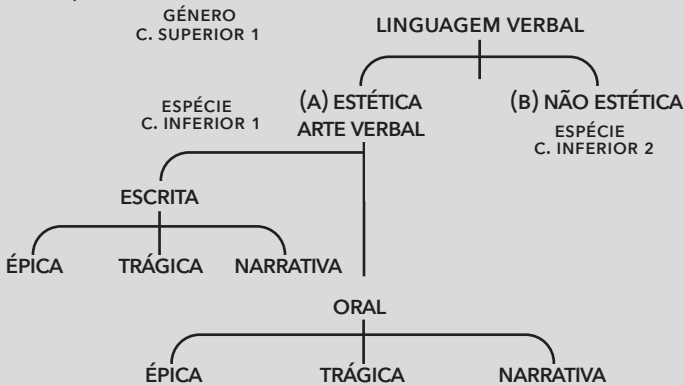 GÉNERO
C. SUPERIOR 1
LINGUAGEM VERBAL
ESPÉCIE
C. INFERIOR 1
(A) ESTÉTICA
ARTE VERBAL
(B) NÃO ESTÉTICA
ESPÉCIE
C. INFERIOR 2
ESCRITA
ÉPICA
TRÁGICA
NARRATIVA
ORAL
ÉPICA
TRÁGICA
NARRATIVA